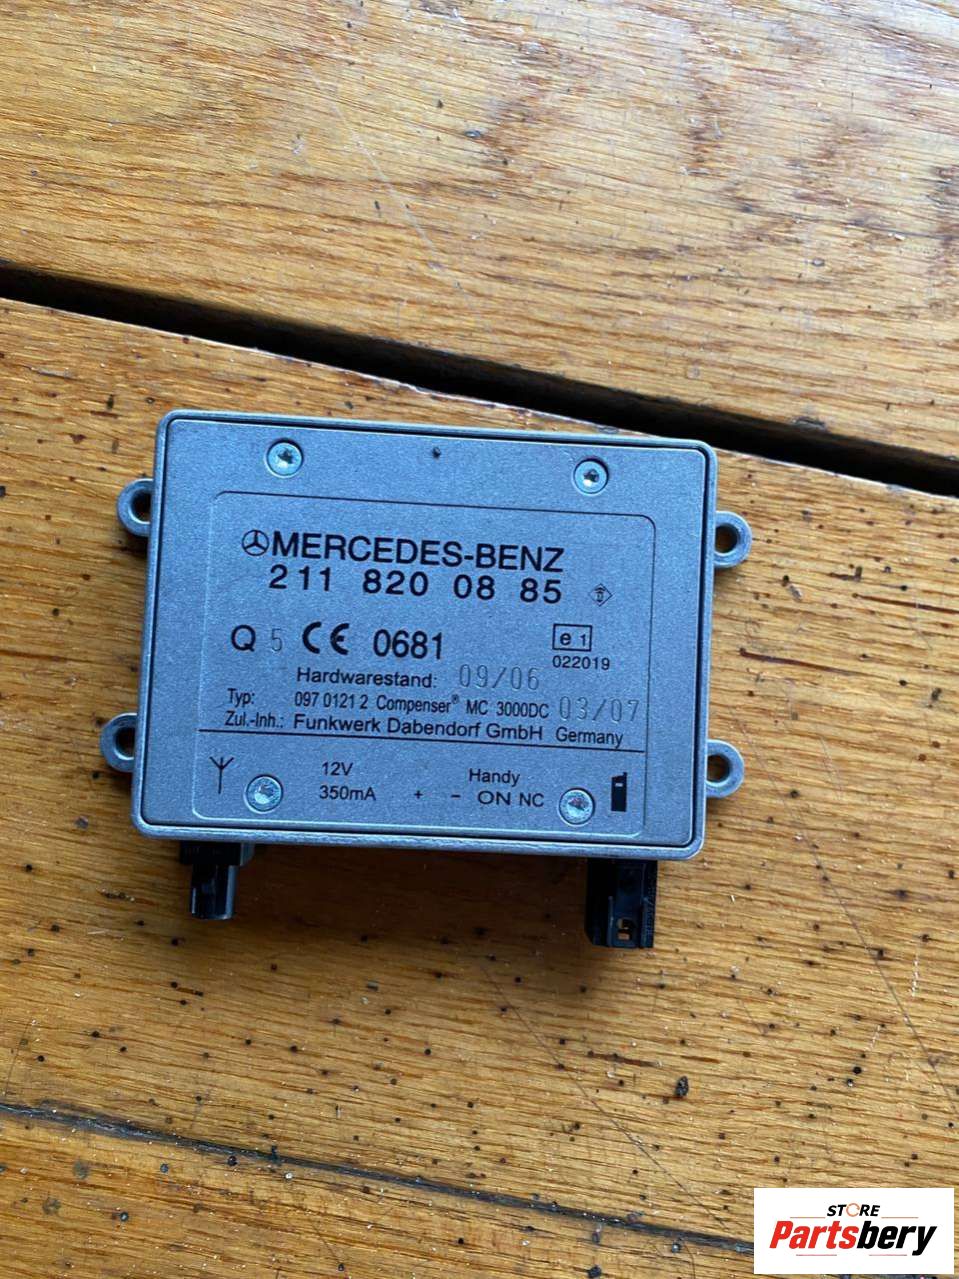 MERCEDES-BENZ
211 820 08 85
Q 5 CE 0681
e 1
022019
Hardwarestand: 09/06
Typ: 097 0121 2 Compenser® MC 3000DC 03/07
Zul.-Inh.: Funkwerk Dabendorf GmbH Germany
12V
350mA + -
Handy
ON NC
STORE
Partsbery